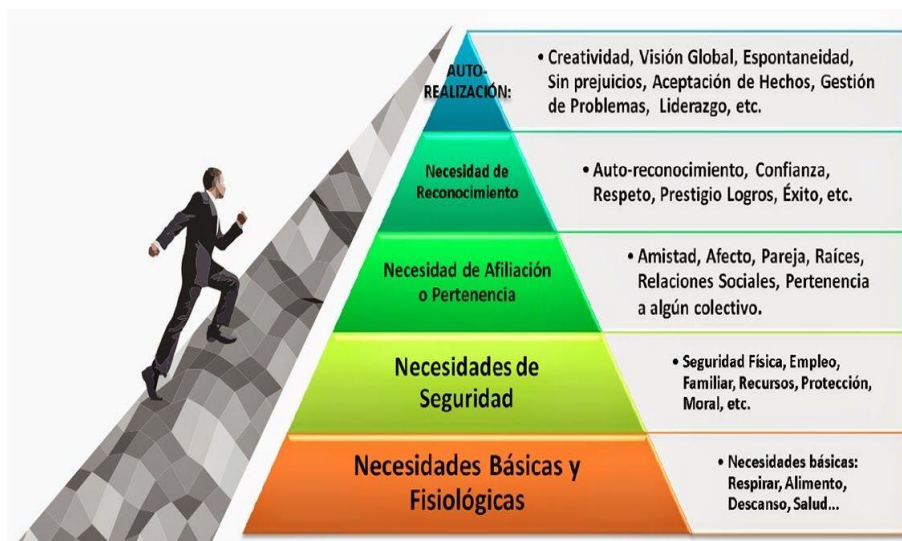 AUTO-
REALIZACIÓN:
• Creatividad, Visión Global, Espontaneidad,
Sin prejuicios, Aceptación de Hechos, Gestión
de Problemas, Liderazgo, etc.
Necesidad de
Reconocimiento
• Auto-reconocimiento, Confianza,
Respeto, Prestigio Logros, Éxito, etc.
Necesidad de Afiliación
o Pertenencia
• Amistad, Afecto, Pareja, Raíces,
Relaciones Sociales, Pertenencia
a algún colectivo.
Necesidades de
Seguridad
• Seguridad Física, Empleo,
Familiar, Recursos, Protección,
Moral, etc.
Necesidades Básicas y
Fisiológicas
• Necesidades básicas:
Respirar, Alimento,
Descanso, Salud...